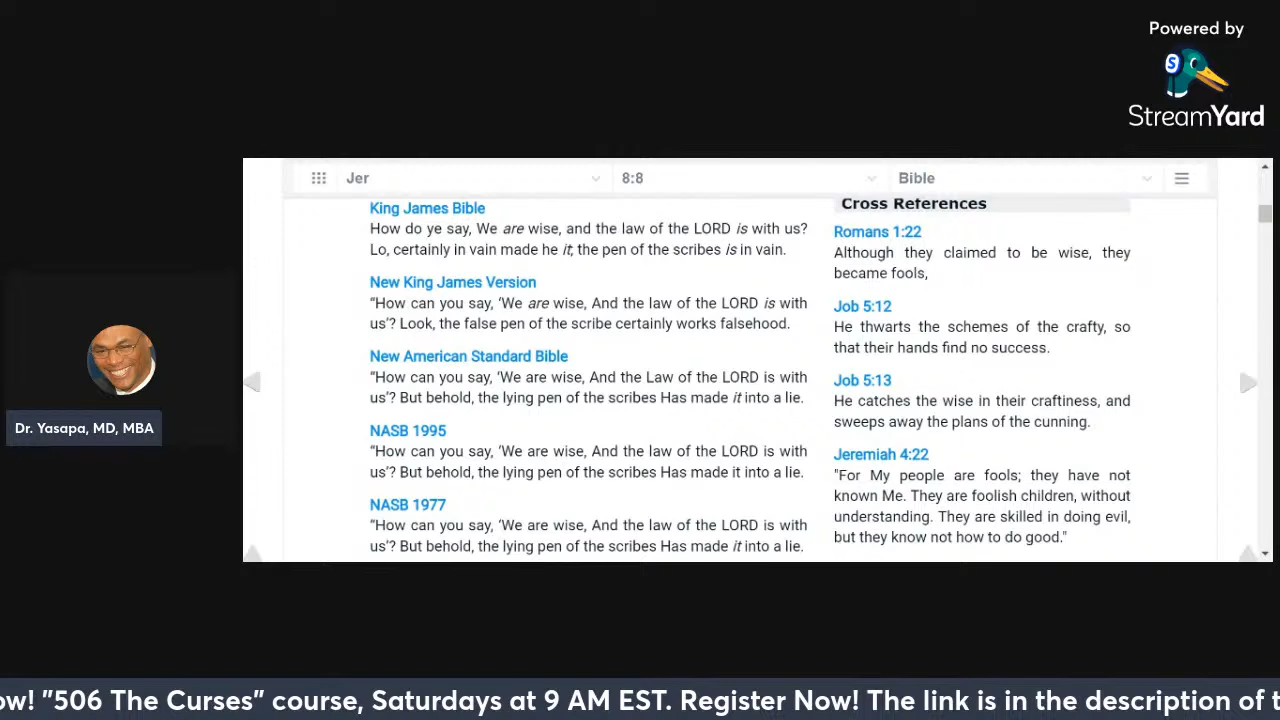 Powered by
StreamYard
Jer
8:8
Bible
King James Bible
How do ye say, We are wise, and the law of the LORD is with us?
Lo, certainly in vain made he it; the pen of the scribes is in vain.
New King James Version
“How can you say, ‘We are wise, And the law of the LORD is with
us’? Look, the false pen of the scribe certainly works falsehood.
New American Standard Bible
“How can you say, ‘We are wise, And the Law of the LORD is with
us’? But behold, the lying pen of the scribes Has made it into a lie.
NASB 1995
“How can you say, ‘We are wise, And the law of the LORD is with
us’? But behold, the lying pen of the scribes Has made it into a lie.
NASB 1977
“How can you say, ‘We are wise, And the law of the LORD is with
us’? But behold, the lying pen of the scribes Has made it into a lie.
Cross References
Romans 1:22
Although they claimed to be wise, they
became fools,
Job 5:12
He thwarts the schemes of the crafty, so
that their hands find no success.
Job 5:13
He catches the wise in their craftiness, and
sweeps away the plans of the cunning.
Jeremiah 4:22
"For My people are fools; they have not
known Me. They are foolish children, without
understanding. They are skilled in doing evil,
but they know not how to do good."
Dr. Yasapa, MD, MBA
ow! "506 The Curses" course, Saturdays at 9 AM EST. Register Now! The link is in the description of t